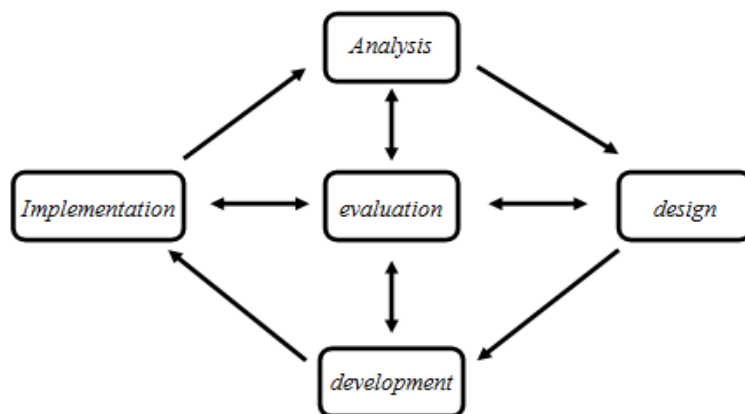 Analysis
Implementation
evaluation
design
development